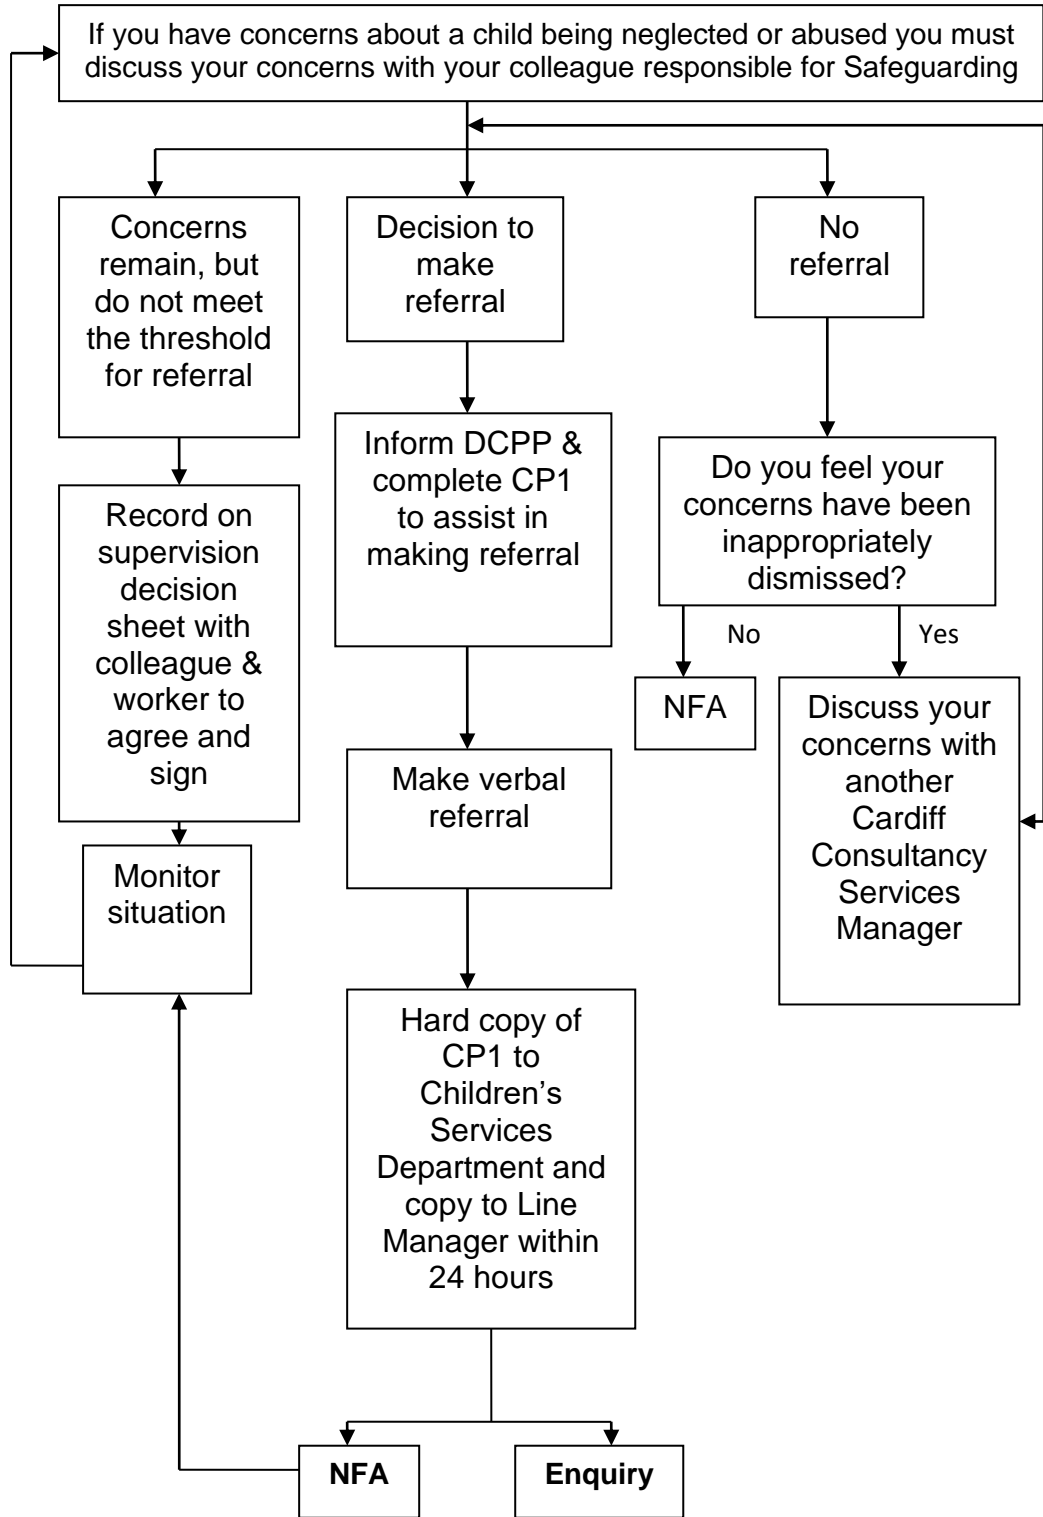 If you have concerns about a child being neglected or abused you must
discuss your concerns with your colleague responsible for Safeguarding
Concerns
remain, but
do not meet
the threshold
for referral
Decision to
make
referral
No
referral
Inform DCPP &
complete CP1
to assist in
making referral
Do you feel your
concerns have been
inappropriately
dismissed?
Record on
supervision
decision
sheet with
colleague &
worker to
agree and
sign
No
Yes
NFA
Discuss your
concerns with
another
Cardiff
Consultancy
Services
Manager
Make verbal
referral
Monitor
situation
Hard copy of
CP1 to
Children’s
Services
Department and
copy to Line
Manager within
24 hours
NFA
Enquiry